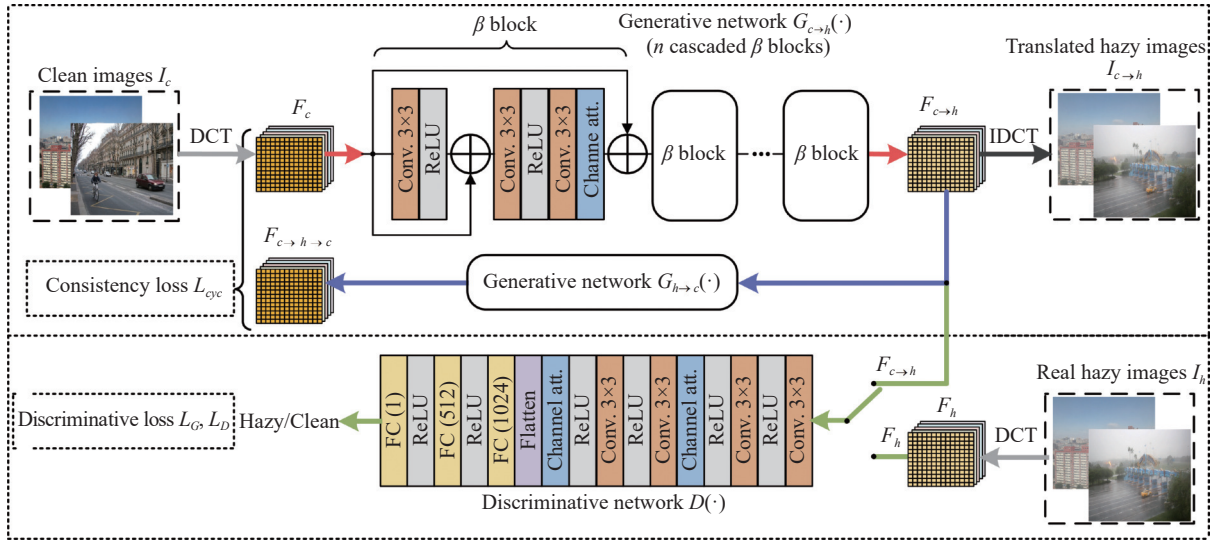 β block
Generative network G_{c→h}(·)
(n cascaded β blocks)
Translated hazy images
I_{c→h}
Clean images I_c
F_c
F_{c→h}
DCT
Conv. 3×3
ReLU
Conv. 3×3
ReLU
Conv. 3×3
Channe att.
β block
β block
IDCT
F_{c→h→c}
Consistency loss L_{cyc}
Generative network G_{h→c}(·)
F_{c→h}
Real hazy images I_h
Discriminative loss L_G, L_D
Hazy/Clean
FC (1)
ReLU
FC (512)
ReLU
FC (1024)
Flatten
Channel att.
ReLU
Conv. 3×3
ReLU
Conv. 3×3
Channel att.
ReLU
Conv. 3×3
ReLU
Conv. 3×3
F_h
F_h
DCT
Discriminative network D(·)